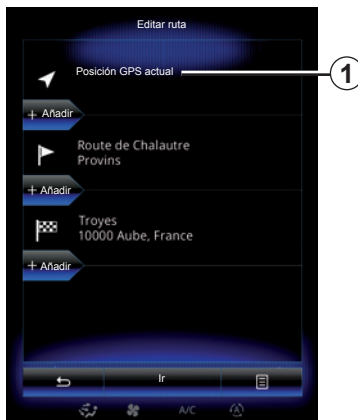 Editar ruta
Posición GPS actual
1
+ Añadir
Route de Chalautre
Provins
+ Añadir
Troyes
10000 Aube, France
+ Añadir
Ir
A/C
A